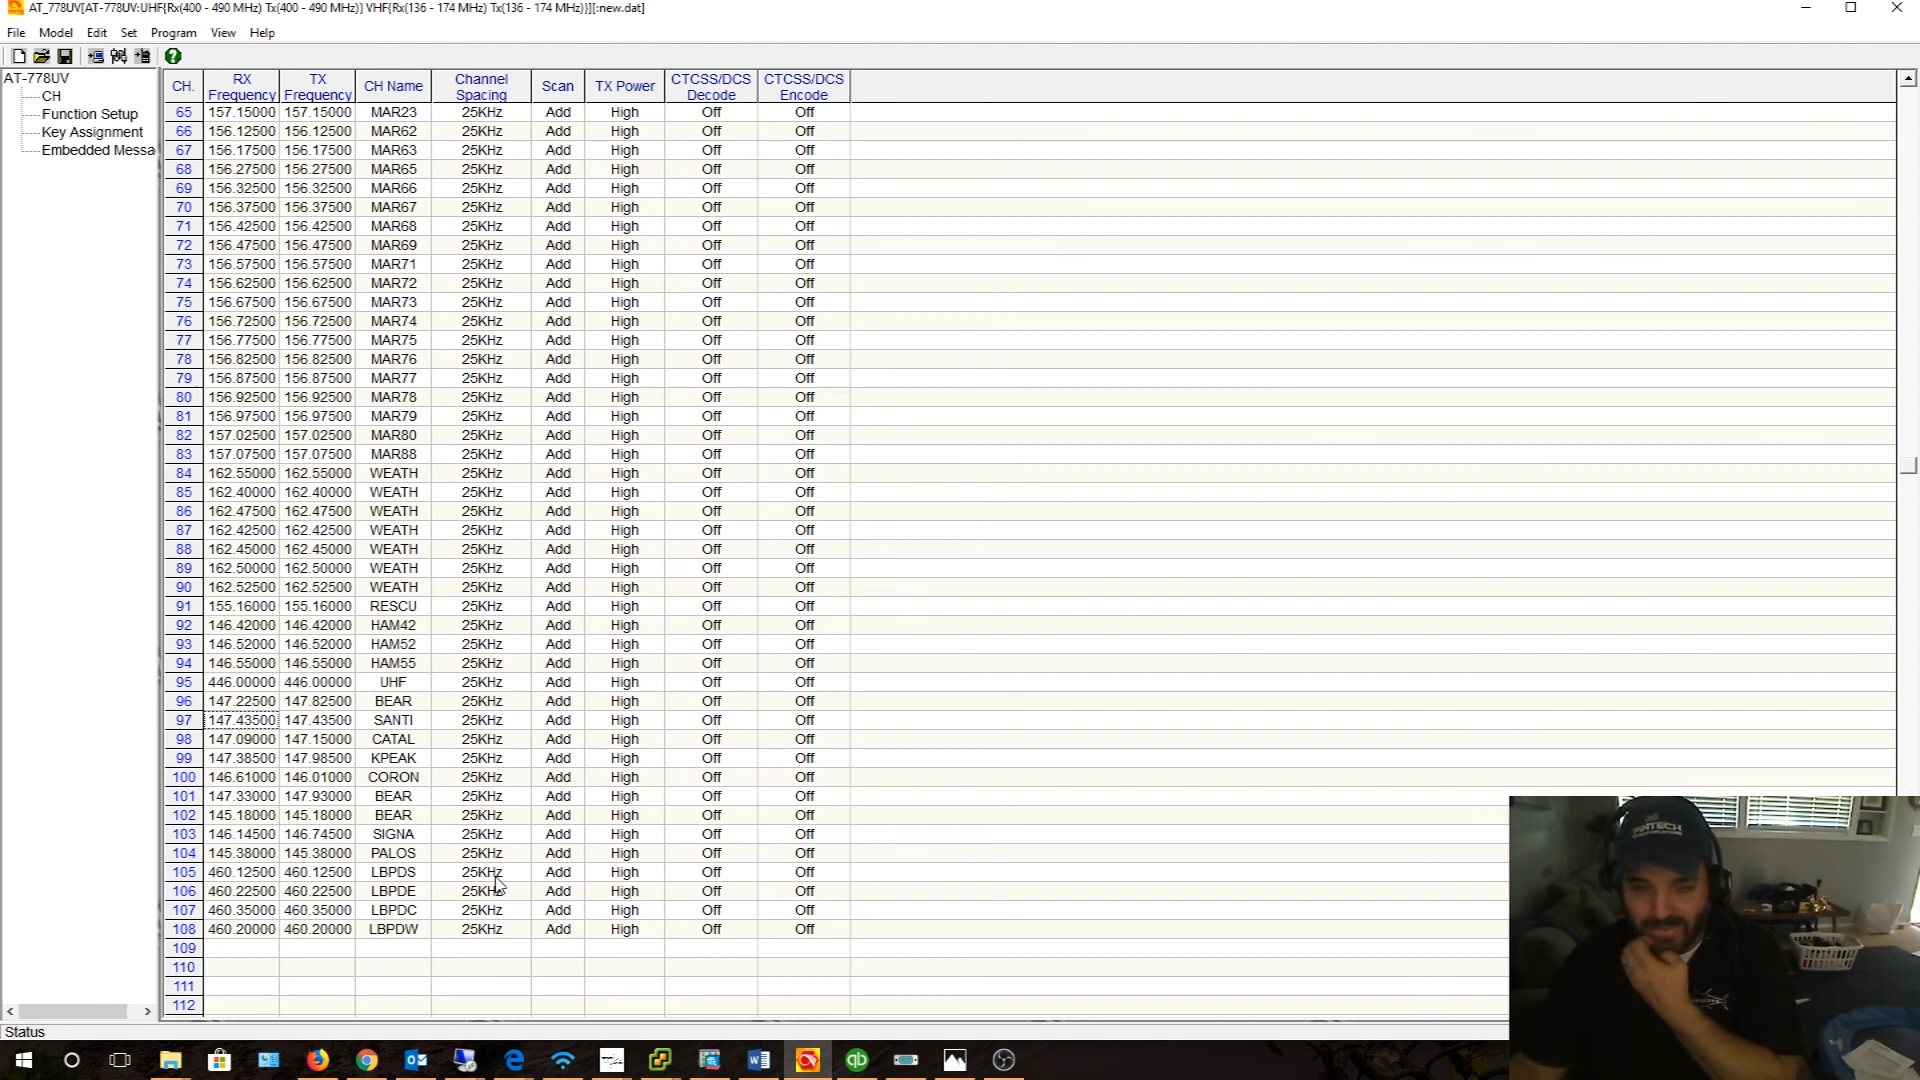 AT_778UV[AT-778UV:UHF{Rx(400 - 490 MHz) Tx(400 - 490 MHz)} VHF{Rx(136 - 174 MHz) Tx(136 - 174 MHz)}][:new.dat]
File Model Edit Set Program View Help
AT-778UV
CH
Function Setup
Key Assignment
Embedded Messa
CH. RX Frequency TX Frequency CH Name Channel Spacing Scan TX Power CTCSS/DCS Decode CTCSS/DCS Encode
65 157.15000 157.15000 MAR23 25KHz Add High Off Off
66 156.12500 156.12500 MAR62 25KHz Add High Off Off
67 156.17500 156.17500 MAR63 25KHz Add High Off Off
68 156.27500 156.27500 MAR65 25KHz Add High Off Off
69 156.32500 156.32500 MAR66 25KHz Add High Off Off
70 156.37500 156.37500 MAR67 25KHz Add High Off Off
71 156.42500 156.42500 MAR68 25KHz Add High Off Off
72 156.47500 156.47500 MAR69 25KHz Add High Off Off
73 156.57500 156.57500 MAR71 25KHz Add High Off Off
74 156.62500 156.62500 MAR72 25KHz Add High Off Off
75 156.67500 156.67500 MAR73 25KHz Add High Off Off
76 156.72500 156.72500 MAR74 25KHz Add High Off Off
77 156.77500 156.77500 MAR75 25KHz Add High Off Off
78 156.82500 156.82500 MAR76 25KHz Add High Off Off
79 156.87500 156.87500 MAR77 25KHz Add High Off Off
80 156.92500 156.92500 MAR78 25KHz Add High Off Off
81 156.97500 156.97500 MAR79 25KHz Add High Off Off
82 157.02500 157.02500 MAR80 25KHz Add High Off Off
83 157.07500 157.07500 MAR88 25KHz Add High Off Off
84 162.55000 162.55000 WEATH 25KHz Add High Off Off
85 162.40000 162.40000 WEATH 25KHz Add High Off Off
86 162.47500 162.47500 WEATH 25KHz Add High Off Off
87 162.42500 162.42500 WEATH 25KHz Add High Off Off
88 162.45000 162.45000 WEATH 25KHz Add High Off Off
89 162.50000 162.50000 WEATH 25KHz Add High Off Off
90 162.52500 162.52500 WEATH 25KHz Add High Off Off
91 155.16000 155.16000 RESCU 25KHz Add High Off Off
92 146.42000 146.42000 HAM42 25KHz Add High Off Off
93 146.52000 146.52000 HAM52 25KHz Add High Off Off
94 146.55000 146.55000 HAM55 25KHz Add High Off Off
95 446.00000 446.00000 UHF 25KHz Add High Off Off
96 147.22500 147.82500 BEAR 25KHz Add High Off Off
97 147.43500 147.43500 SANTI 25KHz Add High Off Off
98 147.09000 147.15000 CATAL 25KHz Add High Off Off
99 147.38500 147.98500 KPEAK 25KHz Add High Off Off
100 146.61000 146.01000 CORON 25KHz Add High Off Off
101 147.33000 147.93000 BEAR 25KHz Add High Off Off
102 145.18000 145.18000 BEAR 25KHz Add High Off Off
103 146.14500 146.74500 SIGNA 25KHz Add High Off Off
104 145.38000 145.38000 PALOS 25KHz Add High Off Off
105 460.12500 460.12500 LBPDS 25KHz Add High Off Off
106 460.22500 460.22500 LBPDE 25KHz Add High Off Off
107 460.35000 460.35000 LBPDC 25KHz Add High Off Off
108 460.20000 460.20000 LBPDW 25KHz Add High Off Off
109
110
111
112
Status